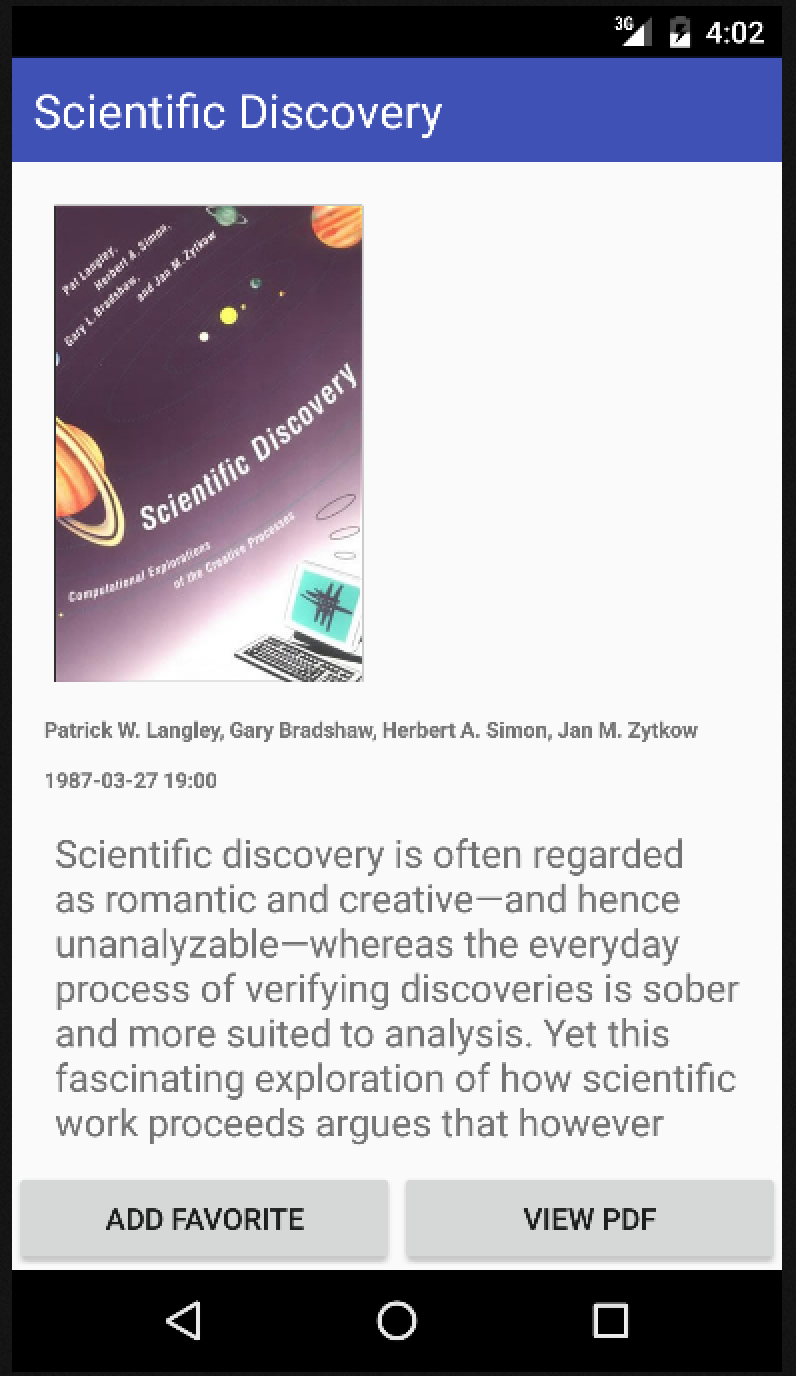 3G 4:02
Scientific Discovery
Pat Langley,
Herbert A. Simon,
Gary L. Bradshaw,
and Jan M. Zytkow
Scientific Discovery
Computational Explorations
of the Creative Processes
Patrick W. Langley, Gary Bradshaw, Herbert A. Simon, Jan M. Zytkow
1987-03-27 19:00
Scientific discovery is often regarded
as romantic and creative—and hence
unanalyzable—whereas the everyday
process of verifying discoveries is sober
and more suited to analysis. Yet this
fascinating exploration of how scientific
work proceeds argues that however
ADD FAVORITE VIEW PDF